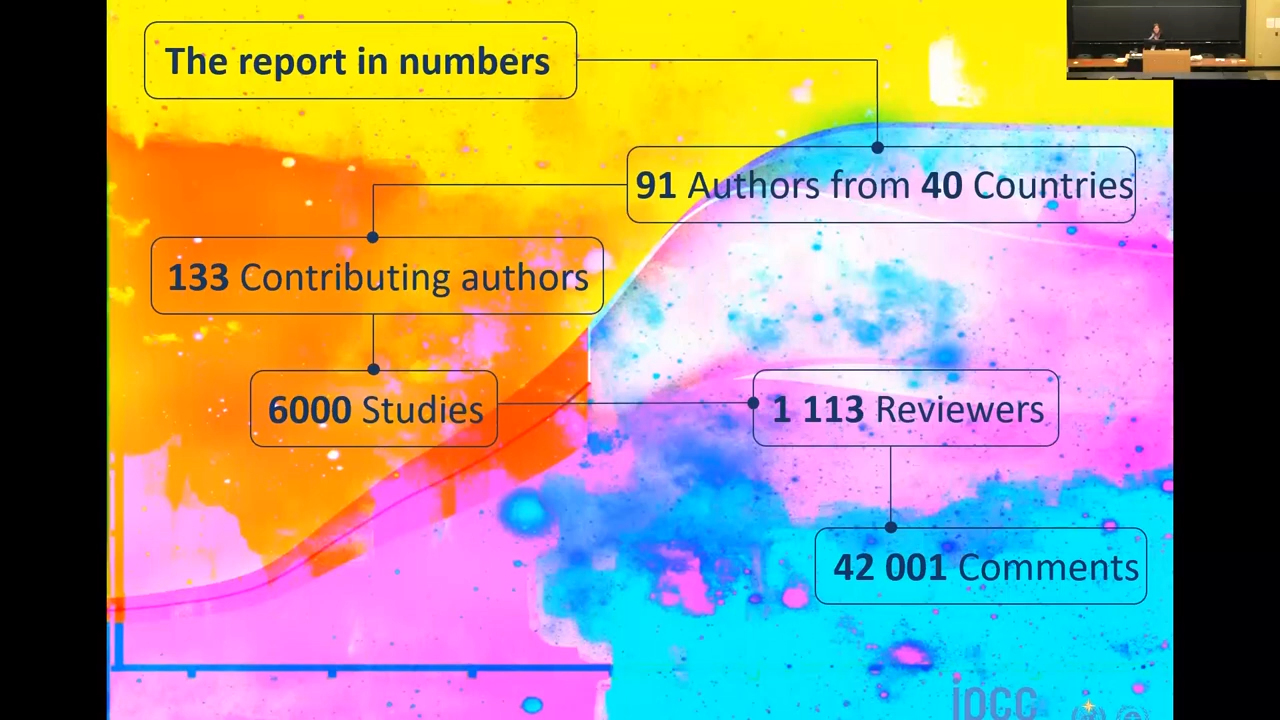 The report in numbers
91 Authors from 40 Countries
133 Contributing authors
6000 Studies
1 113 Reviewers
42 001 Comments
ipcc